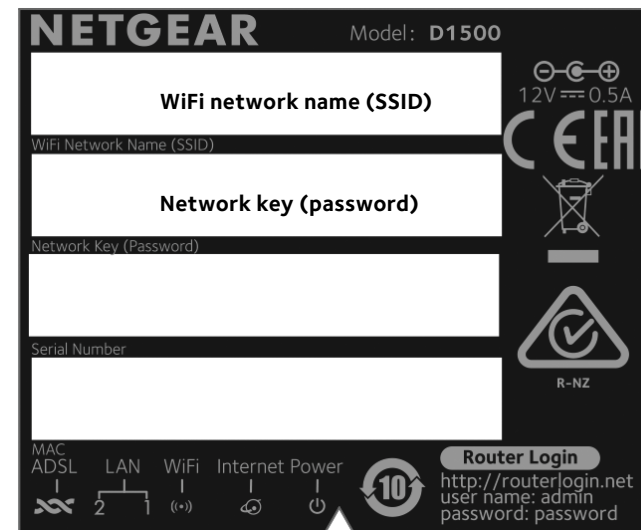 NETGEAR Model: D1500
WiFi network name (SSID)
WiFi Network Name (SSID)
Network key (password)
Network Key (Password)
Serial Number
MAC
12V 0.5A
CE EAC
R-NZ
ADSL LAN WiFi Internet Power
2 1
10
Router Login
http://routerlogin.net
user name: admin
password: password